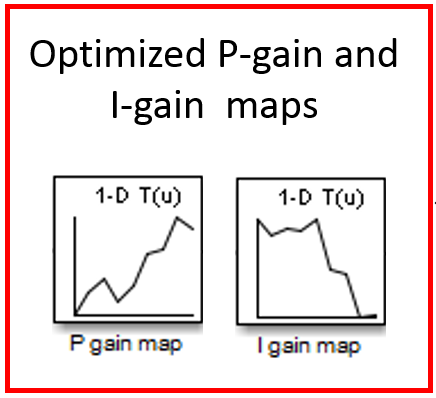 Optimized P-gain and
I-gain maps
1-D T(u)
1-D T(u)
P gain map
I gain map